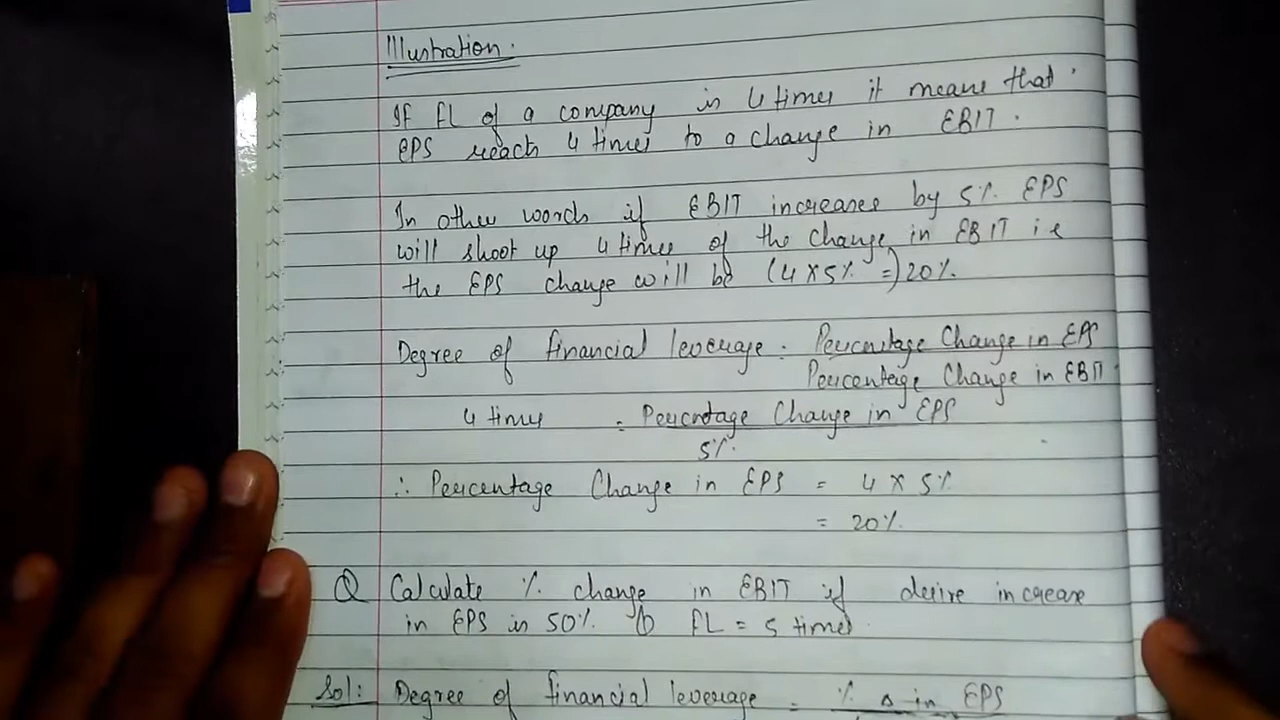 Illustration.
If FL of a company is 4 times it means that
EPS reach 4 times to a change in EBIT.
In other words if EBIT increases by 5% EPS
will shoot up 4 times of the change in EBIT i.e
the EPS change will be (4 X 5% =) 20%.
Degree of financial leverage = Percentage Change in EPS
Percentage Change in EBIT
4 times = Percentage Change in EPS
5%.
∴ Percentage Change in EPS = 4 X 5%
= 20%.
Q Calculate % change in EBIT if desire increase
in EPS is 50% & FL = 5 times.
Sol: Degree of financial leverage = % Δ in EPS